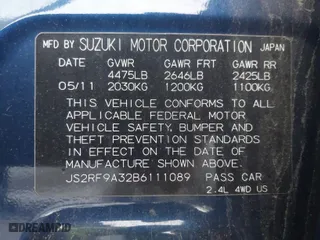 MFD BY SUZUKI MOTOR CORPORATION JAPAN
DATE GVWR GAWR FRT GAWR RR
4475LB 2646LB 2425LB
05/11 2030KG 1200KG 1100KG
THIS VEHICLE CONFORMS TO ALL
APPLICABLE FEDERAL MOTOR
VEHICLE SAFETY, BUMPER AND
THEFT PREVENTION STANDARDS
IN EFFECT ON THE DATE OF
MANUFACTURE SHOWN ABOVE.
JS2RF9A32B6111089 PASS CAR
2.4L 4WD US